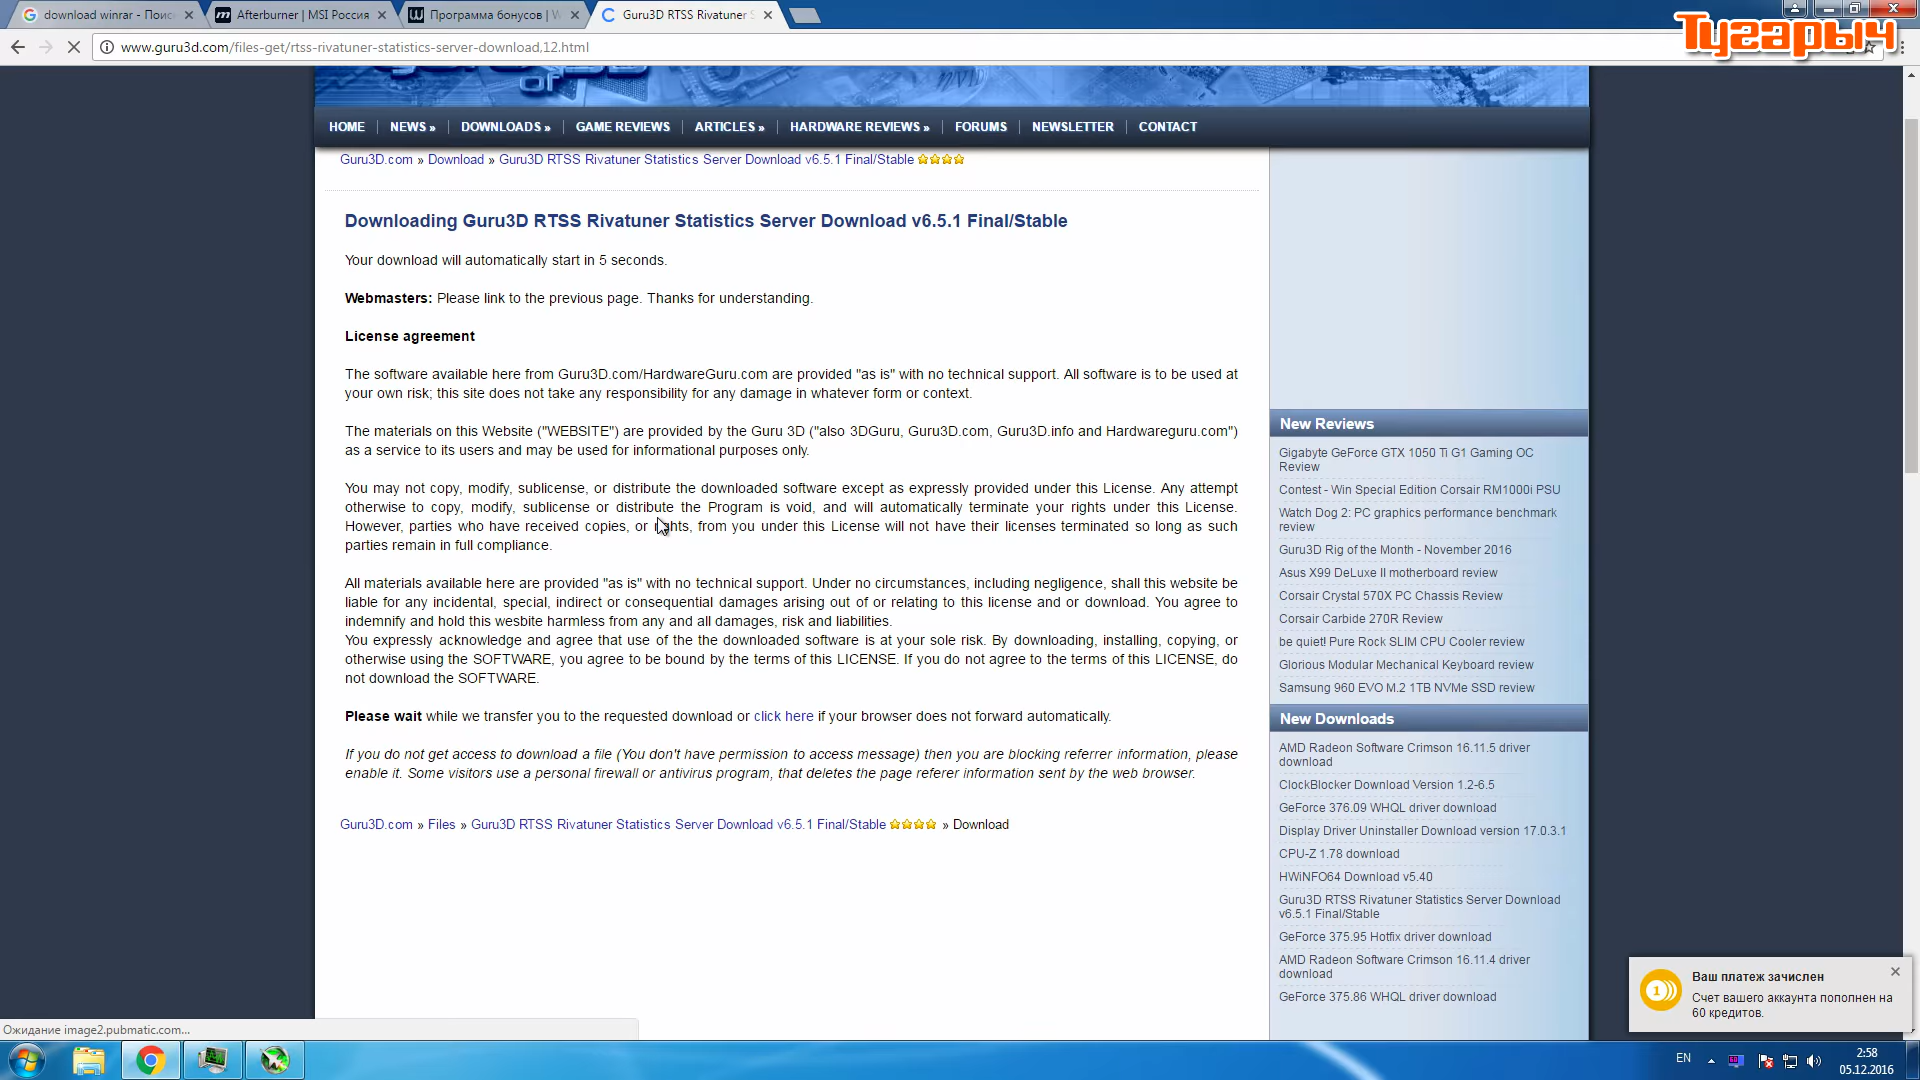 download winrar - Поис
Afterburner | MSI Россия
Программа бонусов | W
Guru3D RTSS Rivatuner S
Тугарыч
www.guru3d.com/files-get/rtss-rivatuner-statistics-server-download,12.html
HOME
NEWS »
DOWNLOADS »
GAME REVIEWS
ARTICLES »
HARDWARE REVIEWS »
FORUMS
NEWSLETTER
CONTACT
Guru3D.com » Download » Guru3D RTSS Rivatuner Statistics Server Download v6.5.1 Final/Stable
Downloading Guru3D RTSS Rivatuner Statistics Server Download v6.5.1 Final/Stable
Your download will automatically start in 5 seconds.
Webmasters: Please link to the previous page. Thanks for understanding.
License agreement
The software available here from Guru3D.com/HardwareGuru.com are provided "as is" with no technical support. All software is to be used at
your own risk; this site does not take any responsibility for any damage in whatever form or context.
The materials on this Website ("WEBSITE") are provided by the Guru 3D ("also 3DGuru, Guru3D.com, Guru3D.info and Hardwareguru.com")
as a service to its users and may be used for informational purposes only.
You may not copy, modify, sublicense, or distribute the downloaded software except as expressly provided under this License. Any attempt
otherwise to copy, modify, sublicense or distribute the Program is void, and will automatically terminate your rights under this License.
However, parties who have received copies, or rights, from you under this License will not have their licenses terminated so long as such
parties remain in full compliance.
All materials available here are provided "as is" with no technical support. Under no circumstances, including negligence, shall this website be
liable for any incidental, special, indirect or consequential damages arising out of or relating to this license and or download. You agree to
indemnify and hold this wesbite harmless from any and all damages, risk and liabilities.
You expressly acknowledge and agree that use of the the downloaded software is at your sole risk. By downloading, installing, copying, or
otherwise using the SOFTWARE, you agree to be bound by the terms of this LICENSE. If you do not agree to the terms of this LICENSE, do
not download the SOFTWARE.
Please wait while we transfer you to the requested download or click here if your browser does not forward automatically.
If you do not get access to download a file (You don't have permission to access message) then you are blocking referrer information, please
enable it. Some visitors use a personal firewall or antivirus program, that deletes the page referer information sent by the web browser.
Guru3D.com » Files » Guru3D RTSS Rivatuner Statistics Server Download v6.5.1 Final/Stable » Download
New Reviews
Gigabyte GeForce GTX 1050 Ti G1 Gaming OC
Review
Contest - Win Special Edition Corsair RM1000i PSU
Watch Dog 2: PC graphics performance benchmark
review
Guru3D Rig of the Month - November 2016
Asus X99 DeLuxe II motherboard review
Corsair Crystal 570X PC Chassis Review
Corsair Carbide 270R Review
be quiet! Pure Rock SLIM CPU Cooler review
Glorious Modular Mechanical Keyboard review
Samsung 960 EVO M.2 1TB NVMe SSD review
New Downloads
AMD Radeon Software Crimson 16.11.5 driver
download
ClockBlocker Download Version 1.2-6.5
GeForce 376.09 WHQL driver download
Display Driver Uninstaller Download version 17.0.3.1
CPU-Z 1.78 download
HWiNFO64 Download v5.40
Guru3D RTSS Rivatuner Statistics Server Download
v6.5.1 Final/Stable
GeForce 375.95 Hotfix driver download
AMD Radeon Software Crimson 16.11.4 driver
download
GeForce 375.86 WHQL driver download
Ваш платеж зачислен
Счет вашего аккаунта пополнен на
60 кредитов.
Ожидание image2.pubmatic.com...
EN
2:58
05.12.2016